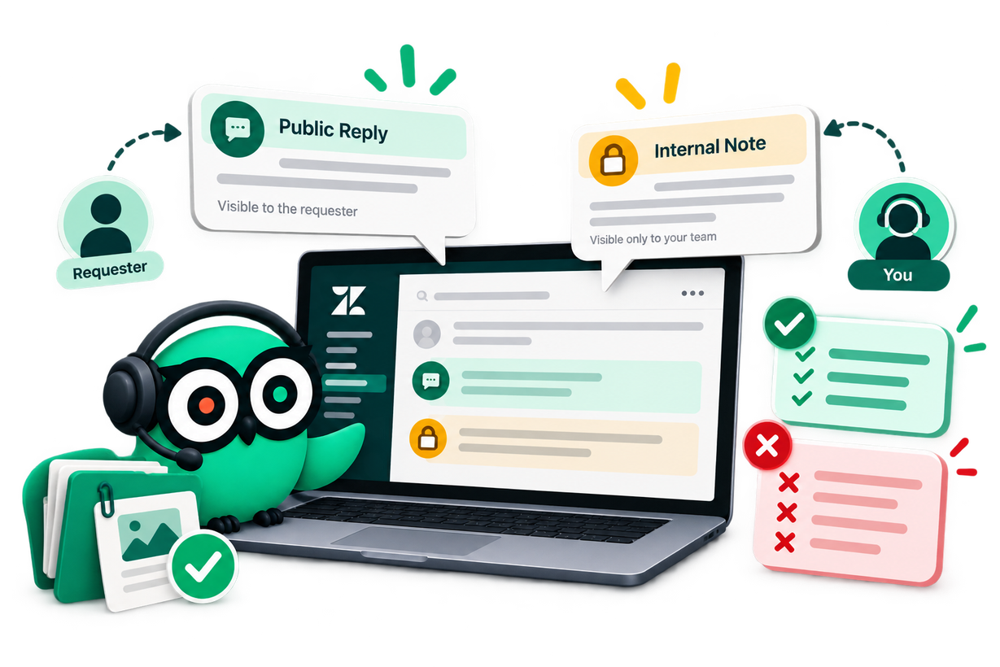 Public Reply
Visible to the requester
Internal Note
Visible only to your team
Requester
You